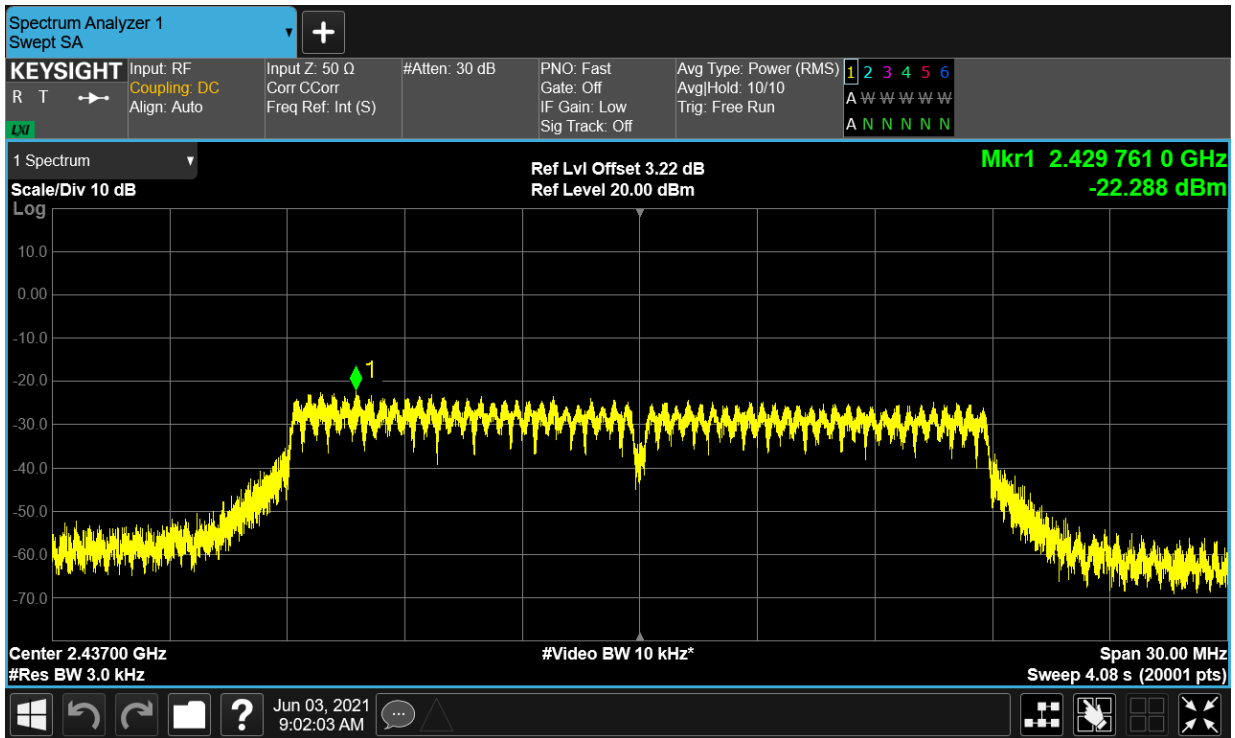 Spectrum Analyzer 1
Swept SA
KEYSIGHT
R T
LXI
Input: RF
Coupling: DC
Align: Auto
Input Z: 50 Ω
Corr CCorr
Freq Ref: Int (S)
#Atten: 30 dB
PNO: Fast
Gate: Off
IF Gain: Low
Sig Track: Off
Avg Type: Power (RMS)
Avg|Hold: 10/10
Trig: Free Run
1 2 3 4 5 6
A W W W W W
A N N N N N
1 Spectrum
Scale/Div 10 dB
Ref Lvl Offset 3.22 dB
Ref Level 20.00 dBm
Mkr1 2.429 761 0 GHz
-22.288 dBm
Log
10.0
0.00
-10.0
-20.0
-30.0
-40.0
-50.0
-60.0
-70.0
1
Center 2.43700 GHz
#Res BW 3.0 kHz
#Video BW 10 kHz*
Span 30.00 MHz
Sweep 4.08 s (20001 pts)
?
Jun 03, 2021
9:02:03 AM